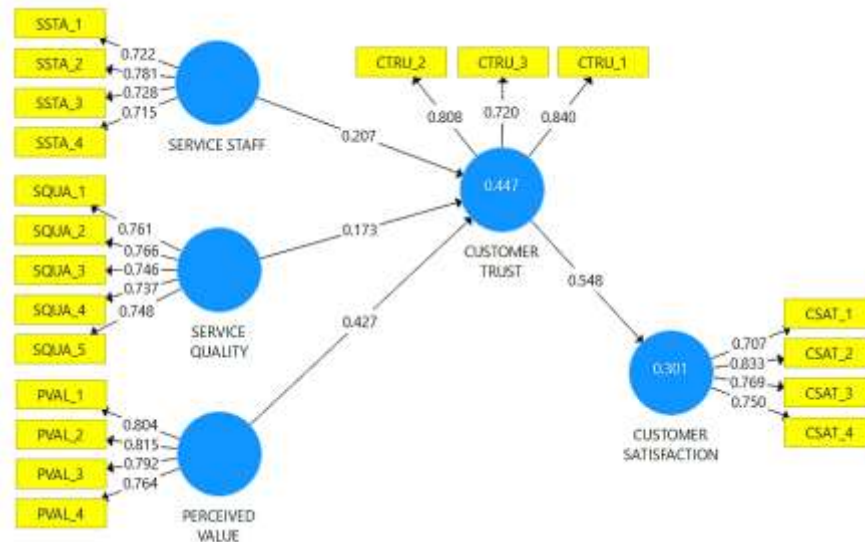 SSTA_1
SSTA_2
SSTA_3
SSTA_4
0.722
0.781
0.728
0.715
SERVICE STAFF
0.207
CTRU_2
CTRU_3
CTRU_1
0.808
0.720
0.840
0.447
CUSTOMER
TRUST
SQUA_1
SQUA_2
SQUA_3
SQUA_4
SQUA_5
0.761
0.766
0.746
0.737
0.748
SERVICE
QUALITY
0.173
0.427
0.548
PVAL_1
PVAL_2
PVAL_3
PVAL_4
0.804
0.815
0.792
0.764
PERCEIVED
VALUE
0.301
CUSTOMER
SATISFACTION
0.707
0.833
0.769
0.750
CSAT_1
CSAT_2
CSAT_3
CSAT_4